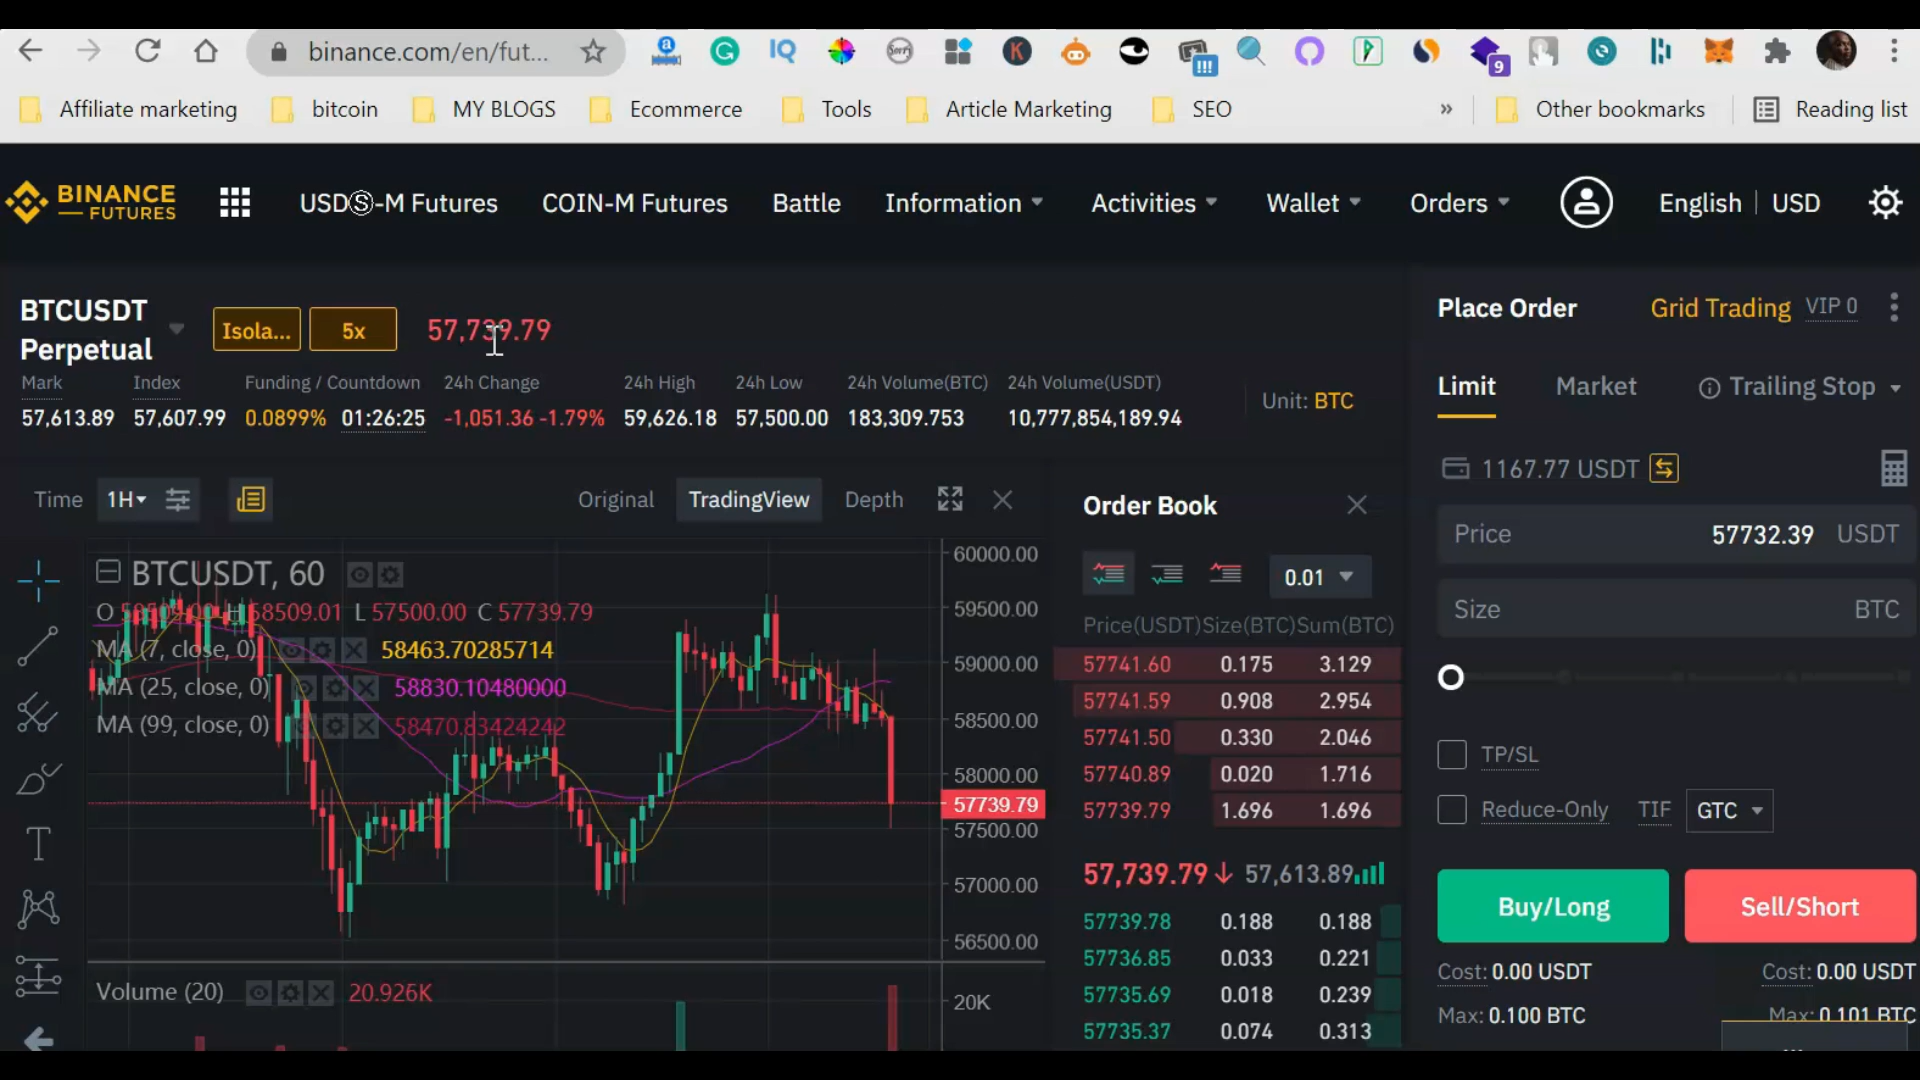 binance.com/en/fut...
Affiliate marketing
bitcoin
MY BLOGS
Ecommerce
Tools
Article Marketing
SEO
»
Other bookmarks
Reading list
BINANCE
FUTURES
USDⓈ-M Futures
COIN-M Futures
Battle
Information
Activities
Wallet
Orders
English
USD
BTCUSDT
Perpetual
Isola...
5x
57,739.79
Mark
57,613.89
Index
57,607.99
Funding / Countdown
0.0899% 01:26:25
24h Change
-1,051.36 -1.79%
24h High
59,626.18
24h Low
57,500.00
24h Volume(BTC)
183,309.753
24h Volume(USDT)
10,777,854,189.94
Unit: BTC
Time
1H
Original
TradingView
Depth
BTCUSDT, 60
H 58509.01 L 57500.00 C 57739.79
MA (7, close, 0) 58463.70285714
MA (25, close, 0) 58830.10480000
MA (99, close, 0) 58470.83424242
60000.00
59500.00
59000.00
58500.00
58000.00
57739.79
57500.00
57000.00
56500.00
Volume (20) 20.926K
20K
Order Book
0.01
Price(USDT) Size(BTC) Sum(BTC)
57741.60 0.175 3.129
57741.59 0.908 2.954
57741.50 0.330 2.046
57740.89 0.020 1.716
57739.79 1.696 1.696
57,739.79 57,613.89
57739.78 0.188 0.188
57736.85 0.033 0.221
57735.69 0.018 0.239
57735.37 0.074 0.313
Place Order
Grid Trading
VIP 0
Limit
Market
Trailing Stop
1167.77 USDT
Price 57732.39 USDT
Size BTC
TP/SL
Reduce-Only
TIF
GTC
Buy/Long
Sell/Short
Cost: 0.00 USDT
Cost: 0.00 USDT
Max: 0.100 BTC
Max: 0.101 BTC